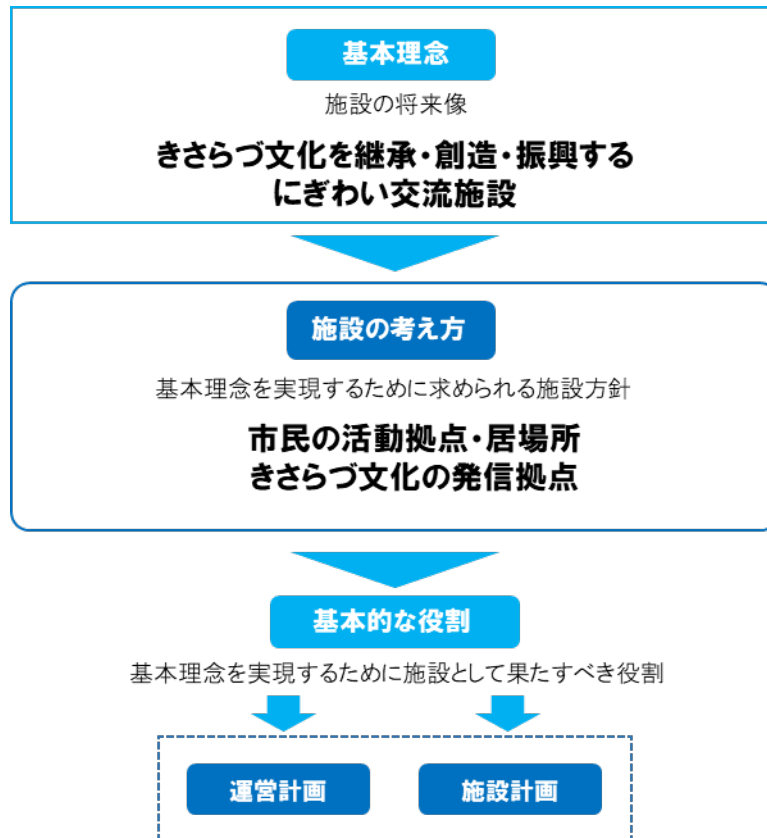 基本理念
施設の将来像
きさらづ文化を継承・創造・振興する
にぎわい交流施設
施設の考え方
基本理念を実現するために求められる施設方針
市民の活動拠点・居場所
きさらづ文化の発信拠点
基本的な役割
基本理念を実現するために施設として果たすべき役割
運営計画
施設計画